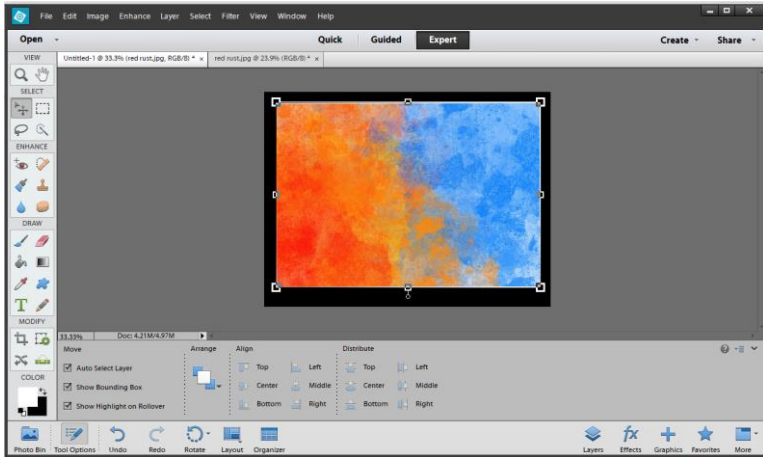 File Edit Image Enhance Layer Select Filter View Window Help
Open Quick Guided Expert Create Share
VIEW
Untitled-1 @ 33.3% (red rust.jpg, RGB/8) * × red rust.jpg @ 23.9% (RGB/8) * ×
SELECT
ENHANCE
DRAW
T
MODIFY
33.33% Doc: 4.21M/4.97M
Move Arrange Align Distribute
Auto Select Layer Top Left Top Left
COLOR
Show Bounding Box Center Middle Center Middle
Show Highlight on Rollover Bottom Right Bottom Right
fx
Photo Bin Tool Options Undo Redo Rotate Layout Organizer Layers Effects Graphics Favorites More